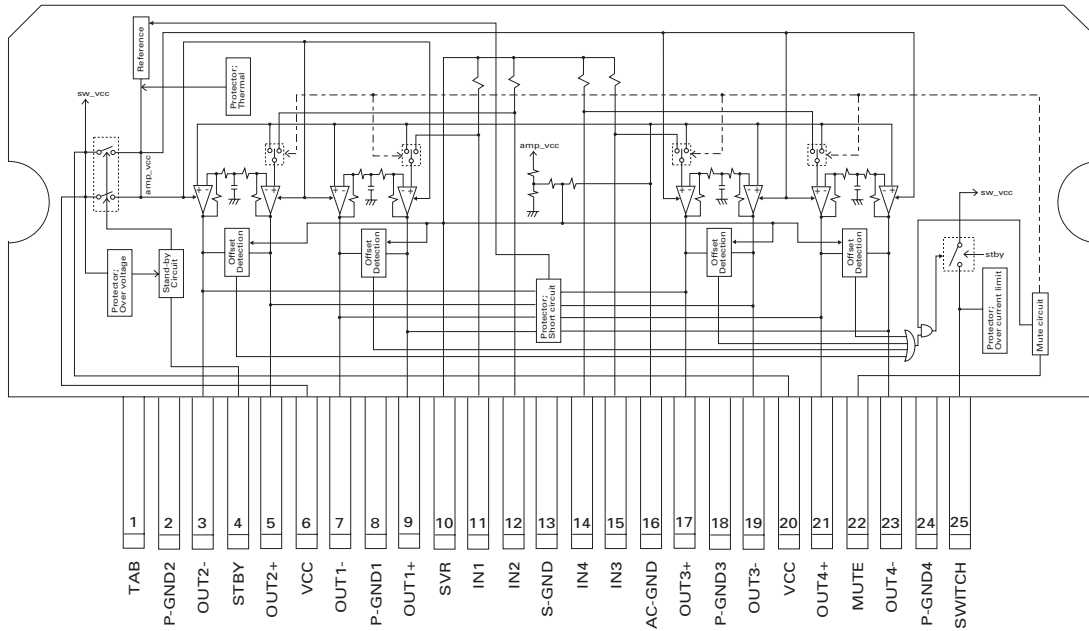 Reference
Protector;
Thermal
sw_vcc
amp_vcc
amp_vcc
sw_vcc
stby
+ -
- +
+ -
- +
+ -
- +
+ -
- +
Protector;
Over voltage
Stand-by
Circuit
Offset
Detection
Offset
Detection
Protector;
Short circuit
Offset
Detection
Offset
Detection
Protector;
Over current limit
Mute circuit
1 2 3 4 5 6 7 8 9 10 11 12 13 14 15 16 17 18 19 20 21 22 23 24 25
TAB
P-GND2
OUT2-
STBY
OUT2+
VCC
OUT1-
P-GND1
OUT1+
SVR
IN1
IN2
S-GND
IN4
IN3
AC-GND
OUT3+
P-GND3
OUT3-
VCC
OUT4+
MUTE
OUT4-
P-GND4
SWITCH